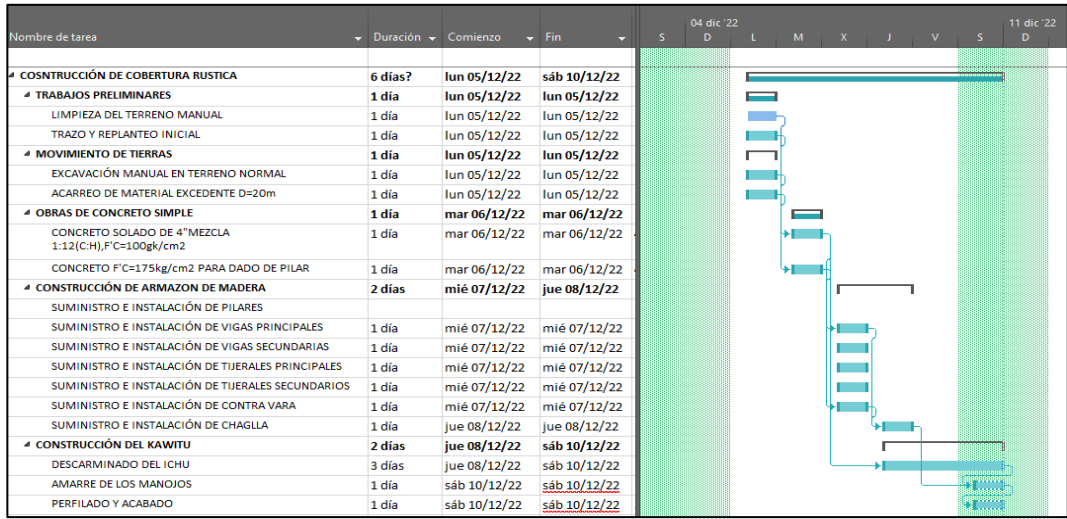 04 dic '22 11 dic '22
Nombre de tarea Duración Comienzo Fin S D L M X J V S D
COSNTRUCCIÓN DE COBERTURA RUSTICA 6 días? lun 05/12/22 sáb 10/12/22
TRABAJOS PRELIMINARES 1 día lun 05/12/22 lun 05/12/22
LIMPIEZA DEL TERRENO MANUAL 1 día lun 05/12/22 lun 05/12/22
TRAZO Y REPLANTEO INICIAL 1 día lun 05/12/22 lun 05/12/22
MOVIMIENTO DE TIERRAS 1 día lun 05/12/22 lun 05/12/22
EXCAVACIÓN MANUAL EN TERRENO NORMAL 1 día lun 05/12/22 lun 05/12/22
ACARREO DE MATERIAL EXCEDENTE D=20m 1 día lun 05/12/22 lun 05/12/22
OBRAS DE CONCRETO SIMPLE 1 día mar 06/12/22 mar 06/12/22
CONCRETO SOLADO DE 4"MEZCLA 1 día mar 06/12/22 mar 06/12/22
1:12(C:H),F'C=100gk/cm2
CONCRETO F'C=175kg/cm2 PARA DADO DE PILAR 1 día mar 06/12/22 mar 06/12/22
CONSTRUCCIÓN DE ARMAZON DE MADERA 2 días mié 07/12/22 jue 08/12/22
SUMINISTRO E INSTALACIÓN DE PILARES
SUMINISTRO E INSTALACIÓN DE VIGAS PRINCIPALES 1 día mié 07/12/22 mié 07/12/22
SUMINISTRO E INSTALACIÓN DE VIGAS SECUNDARIAS 1 día mié 07/12/22 mié 07/12/22
SUMINISTRO E INSTALACIÓN DE TIJERALES PRINCIPALES 1 día mié 07/12/22 mié 07/12/22
SUMINISTRO E INSTALACIÓN DE TIJERALES SECUNDARIOS 1 día mié 07/12/22 mié 07/12/22
SUMINISTRO E INSTALACIÓN DE CONTRA VARA 1 día mié 07/12/22 mié 07/12/22
SUMINISTRO E INSTALACIÓN DE CHAGLLA 1 día jue 08/12/22 jue 08/12/22
CONSTRUCCIÓN DEL KAWITU 2 días jue 08/12/22 sáb 10/12/22
DESCARMINADO DEL ICHU 3 días jue 08/12/22 sáb 10/12/22
AMARRE DE LOS MANOJOS 1 día sáb 10/12/22 sáb 10/12/22
PERFILADO Y ACABADO 1 día sáb 10/12/22 sáb 10/12/22